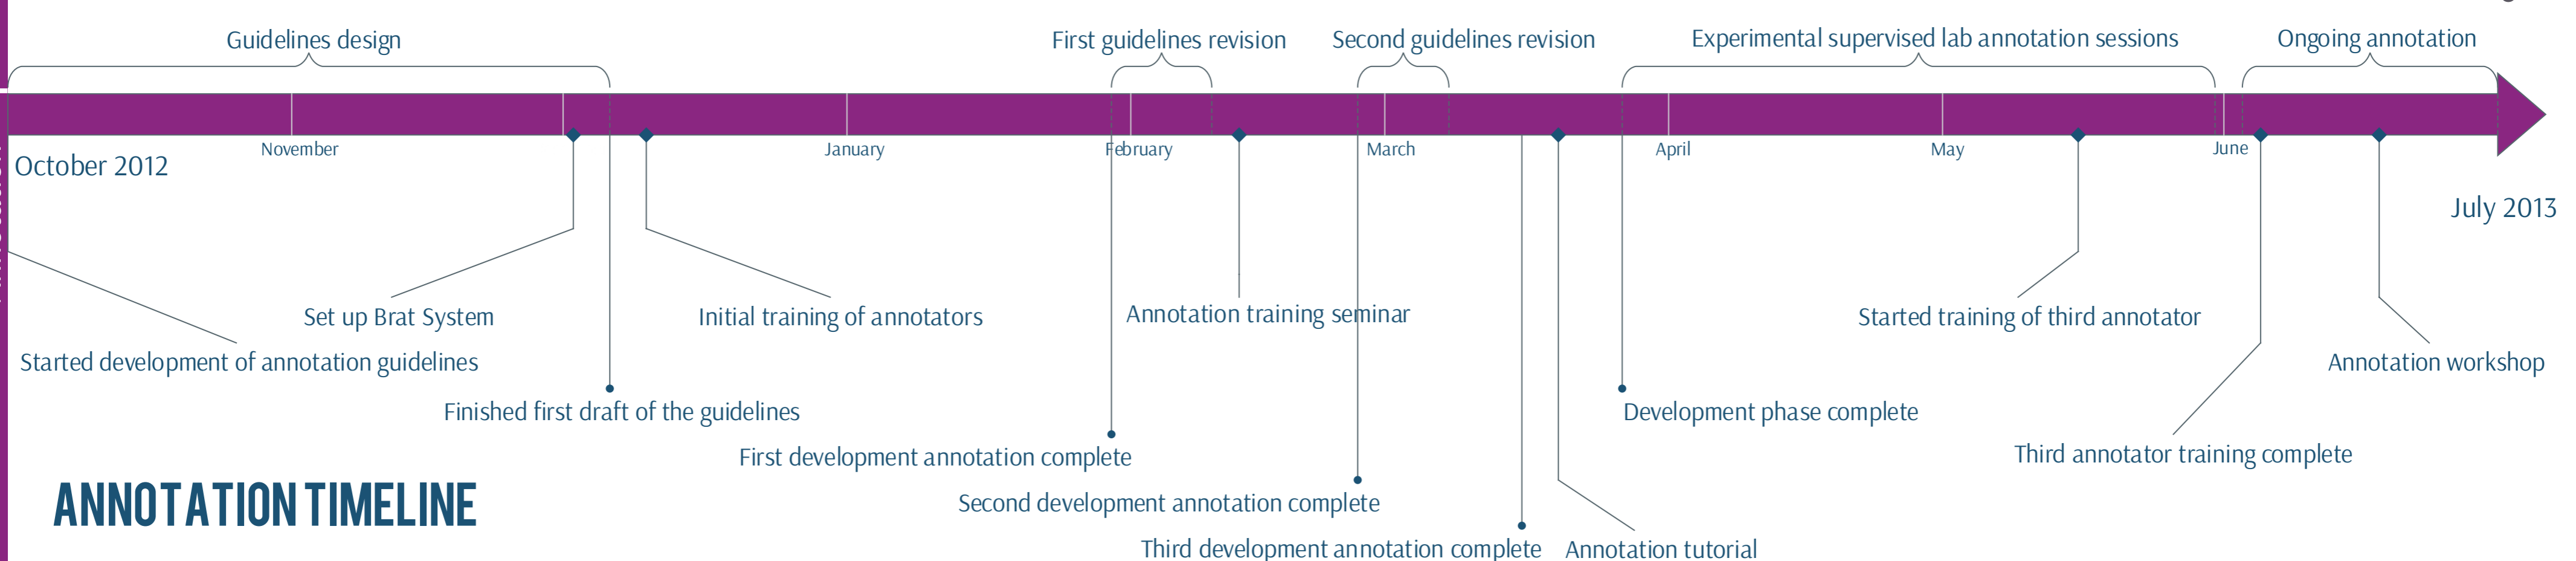 Guidelines design
First guidelines revision
Second guidelines revision
Experimental supervised lab annotation sessions
Ongoing annotation
November
January
February
March
April
May
June
October 2012
July 2013
Set up Brat System
Initial training of annotators
Annotation training seminar
Started training of third annotator
Started development of annotation guidelines
Annotation workshop
Finished first draft of the guidelines
Development phase complete
First development annotation complete
Third annotator training complete
Second development annotation complete
ANNOTATION TIMELINE
Third development annotation complete
Annotation tutorial